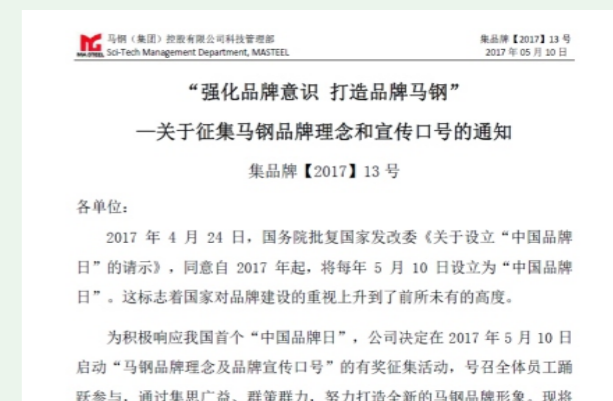 马钢（集团）控股有限公司科技管理部
集品牌【2017】13 号
MA STEEL
Sci-Tech Management Department, MASTEEL
2017 年 05 月 10 日
“强化品牌意识 打造品牌马钢”
—关于征集马钢品牌理念和宣传口号的通知
集品牌【2017】13 号
各单位：
2017 年 4 月 24 日，国务院批复国家发改委《关于设立“中国品牌
日”的请示》，同意自 2017 年起，将每年 5 月 10 日设立为“中国品牌
日”。这标志着国家对品牌建设的重视上升到了前所未有的高度。
为积极响应我国首个“中国品牌日”，公司决定在 2017 年 5 月 10 日
启动“马钢品牌理念及品牌宣传口号”的有奖征集活动，号召全体员工踊
跃参与，通过集思广益、群策群力，努力打造全新的马钢品牌形象。现将